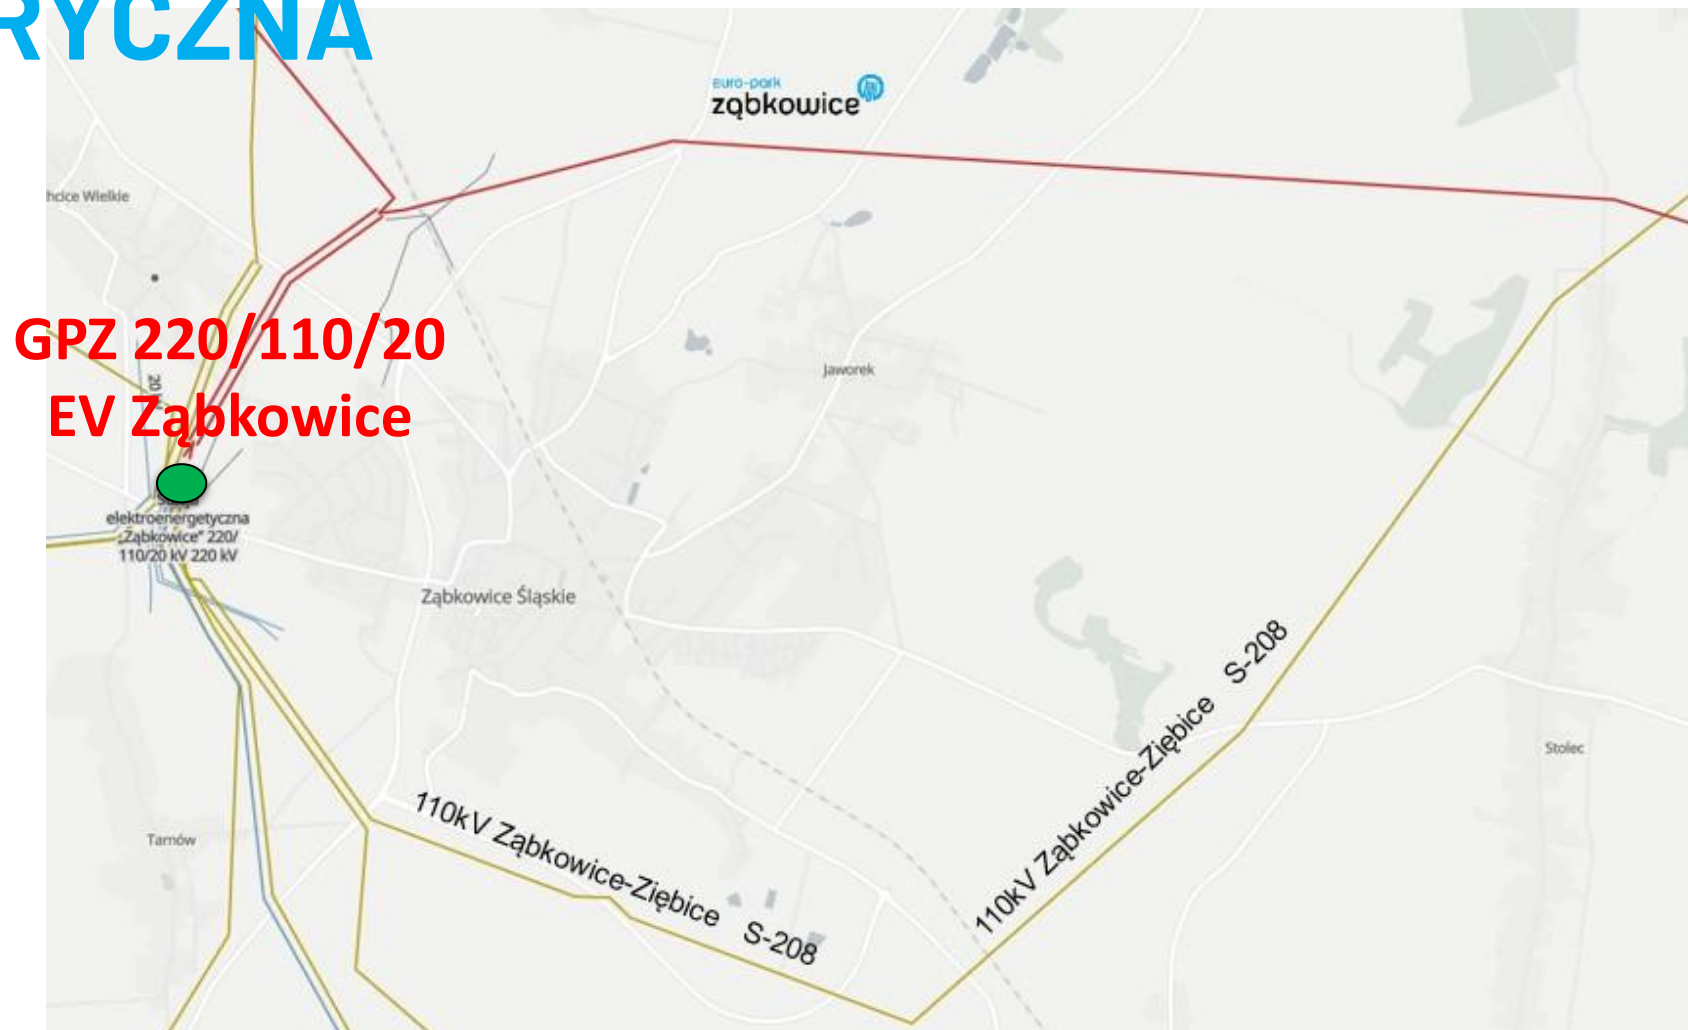 RYCZNA
euro-park
ząbkowice
hcice Wielkie
GPZ 220/110/20
EV Ząbkowice
Jaworek
elektroenergetyczna
„Ząbkowice” 220/
110/20 kV 220 kV
Ząbkowice Śląskie
110kV Ząbkowice-Ziębice S-208
110kV Ząbkowice-Ziębice S-208
Stolec
Tarnów